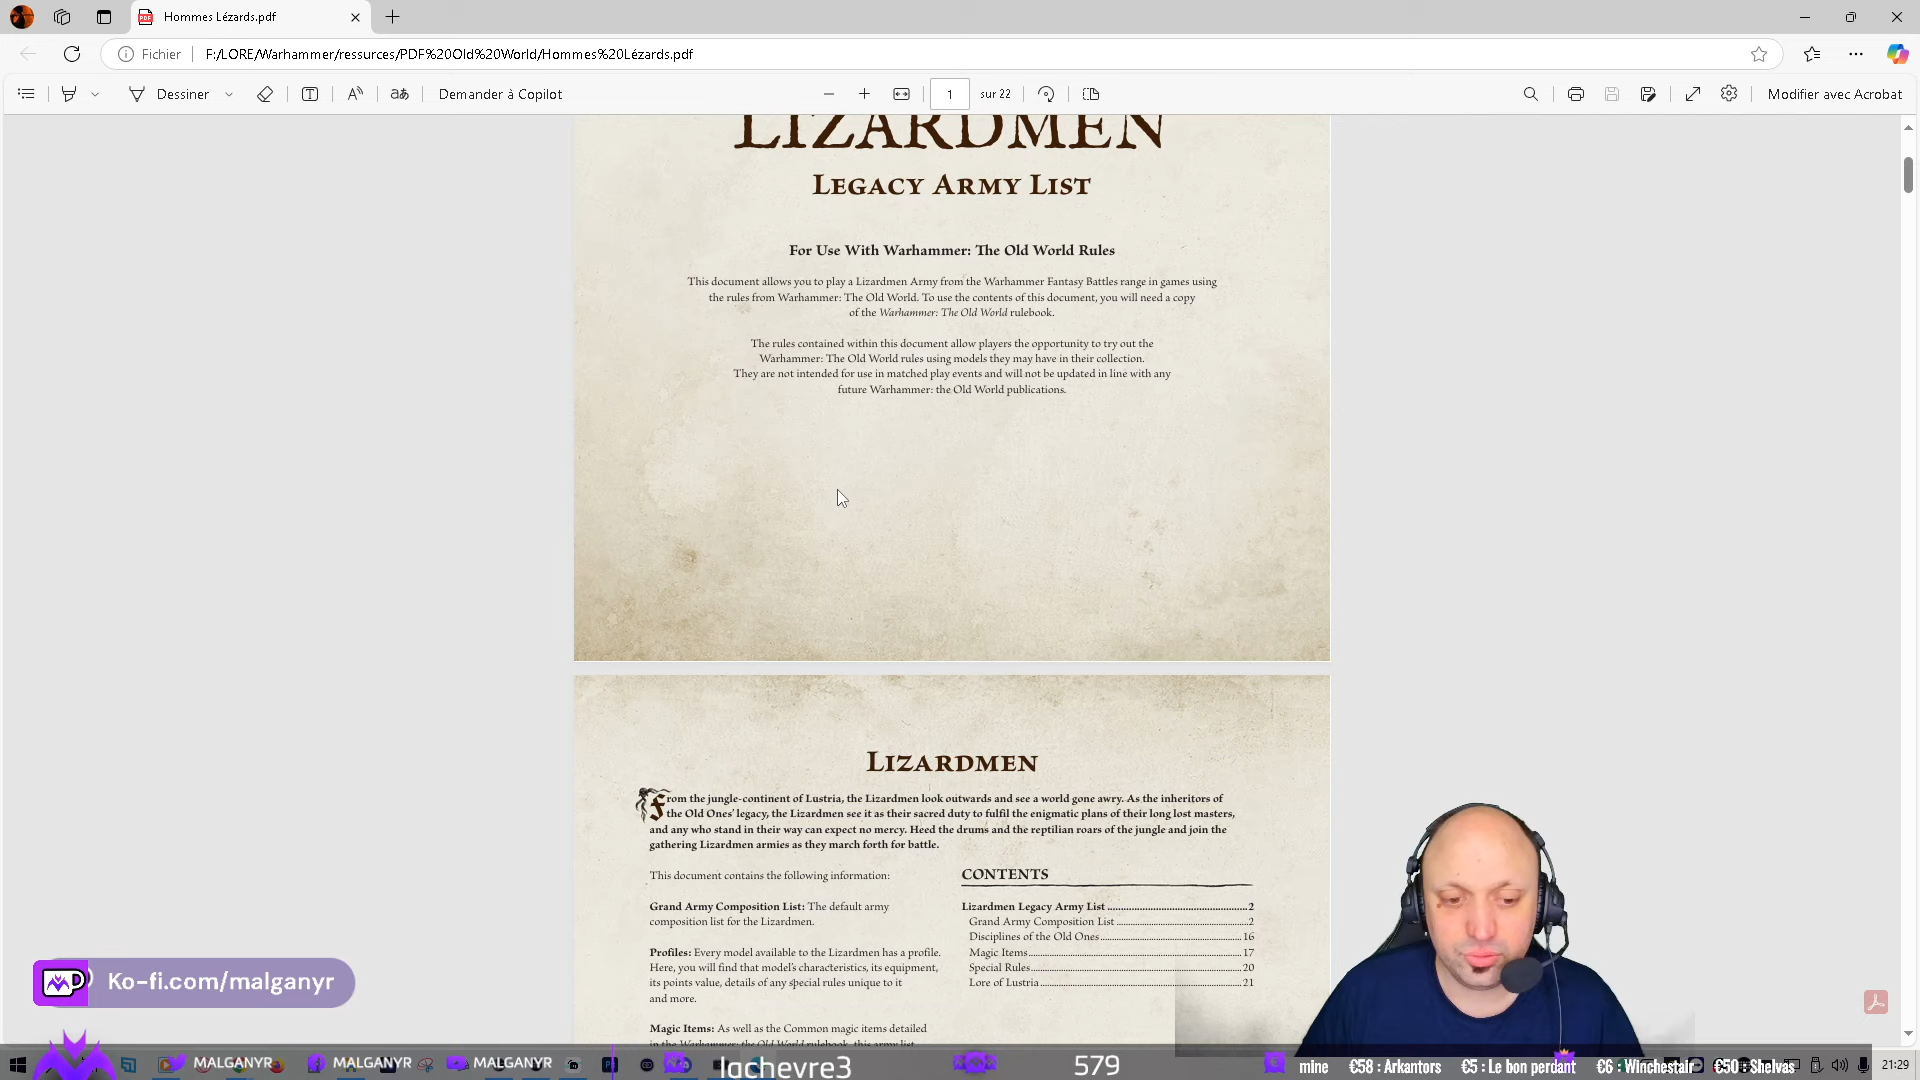 Hommes Lézards.pdf
Fichier
F:/LORE/Warhammer/ressurces/PDF%20Old%20World/Hommes%20Lézards.pdf
Dessiner
Demander à Copilot
1
sur 22
Modifier avec Acrobat
LIZARDMEN
LEGACY ARMY LIST
For Use With Warhammer: The Old World Rules
This document allows you to play a Lizardmen Army from the Warhammer Fantasy Battles range in games using
the rules from Warhammer: The Old World. To use the contents of this document, you will need a copy
of the Warhammer: The Old World rulebook.
The rules contained within this document allow players the opportunity to try out the
Warhammer: The Old World rules using models they may have in their collection.
They are not intended for use in matched play events and will not be updated in line with any
future Warhammer: the Old World publications.
LIZARDMEN
From the jungle-continent of Lustria, the Lizardmen look outwards and see a world gone awry. As the inheritors of
the Old Ones' legacy, the Lizardmen see it as their sacred duty to fulfil the enigmatic plans of their long lost masters,
and any who stand in their way can expect no mercy. Heed the drums and the reptilian roars of the jungle and join the
gathering Lizardmen armies as they march forth for battle.
This document contains the following information:
Grand Army Composition List: The default army
composition list for the Lizardmen.
Profiles: Every model available to the Lizardmen has a profile.
Here, you will find that model's characteristics, its equipment,
its points value, details of any special rules unique to it
and more.
Magic Items: As well as the Common magic items detailed
in the Warhammer: the Old World rulebook, this army list
CONTENTS
Lizardmen Legacy Army List 2
Grand Army Composition List 2
Disciplines of the Old Ones 16
Magic Items 17
Special Rules 20
Lore of Lustria 21
Ko-fi.com/malganyr
MALGANYR
MALGANYR
MALGANYR
lachevre3
579
mine
€58 : Arkantors
€5 : Le bon perdant
€6 : Winchestair
€50 : Shelvas
21:29